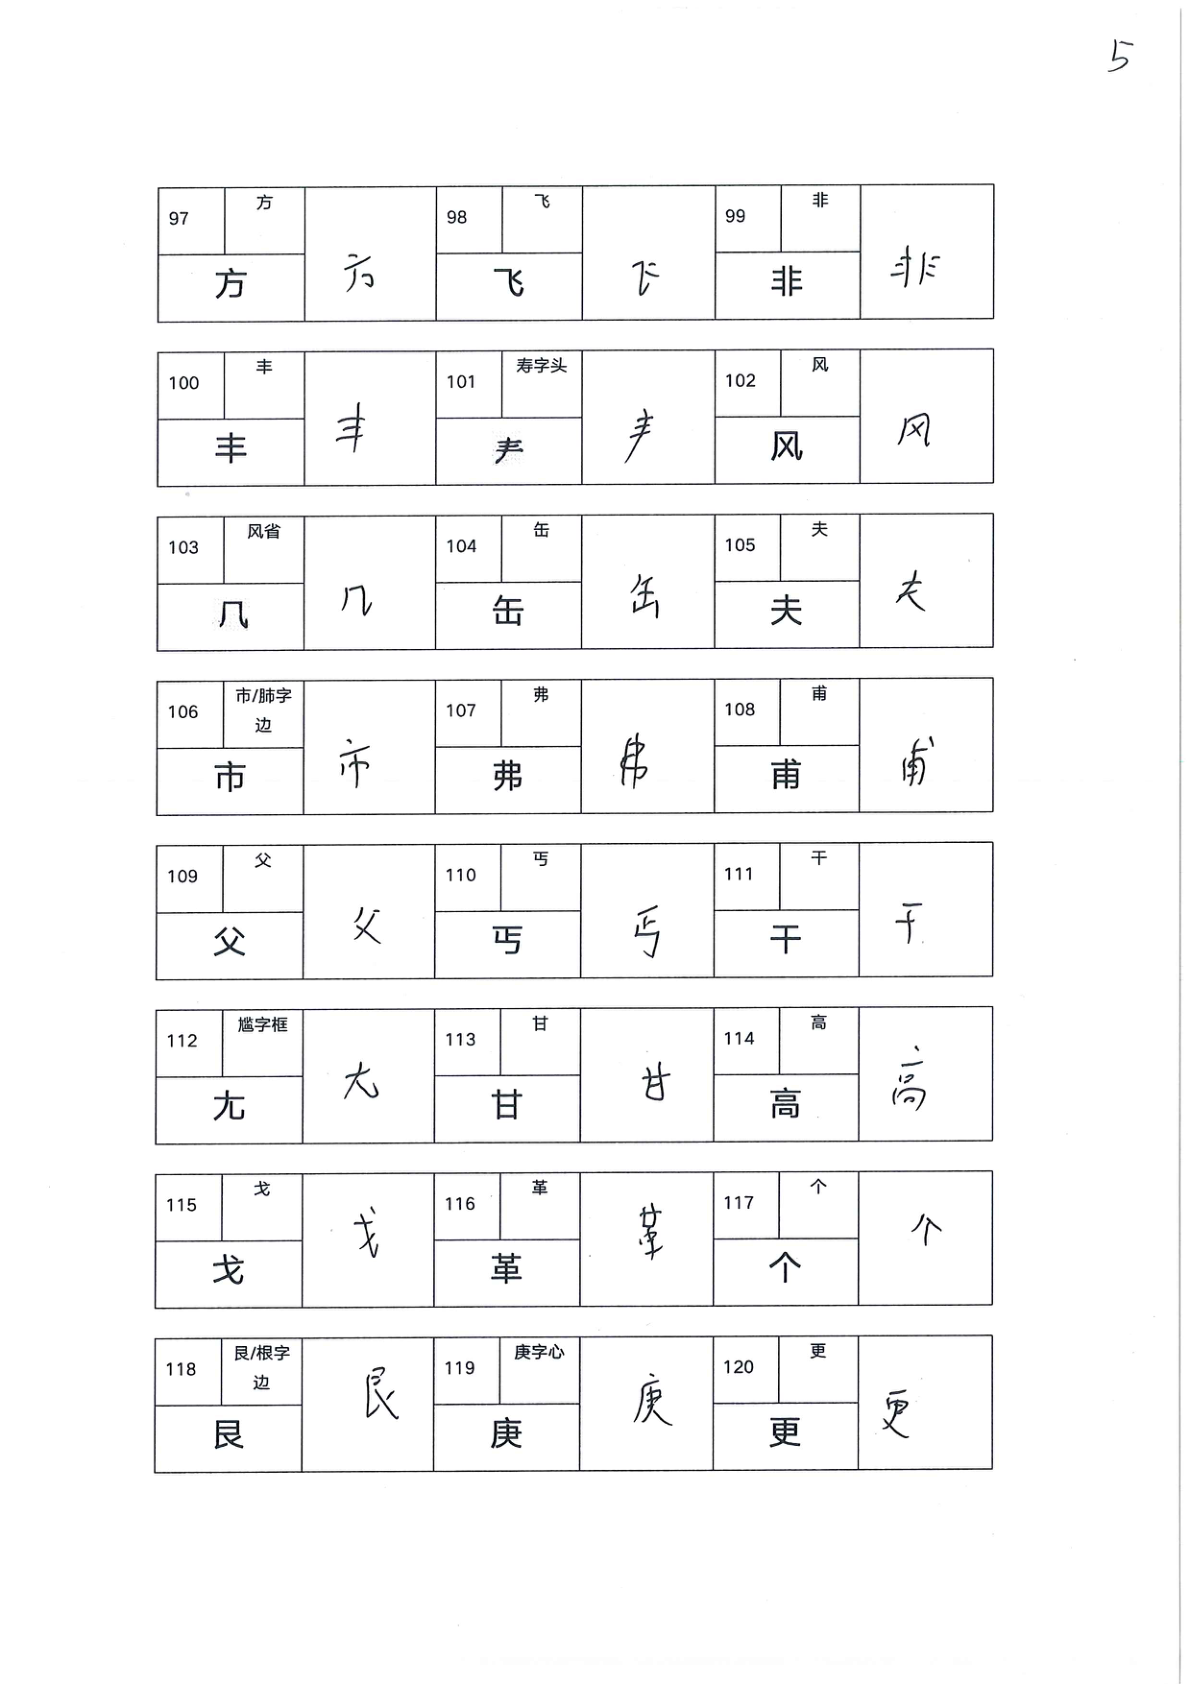 5
97 方 98 飞 99 非
方 方 飞 飞 非 非
100 丰 101 寿字头 102 风
丰 丰 龵 龵 风 风
103 风省 104 缶 105 夫
几 几 缶 缶 夫 夫
106 市/肺字边 107 弗 108 甫
市 市 弗 弗 甫 甫
109 父 110 丐 111 干
父 父 丐 丐 干 干
112 尴字框 113 甘 114 高
尢 尢 甘 甘 高 高
115 戈 116 革 117 个
戈 戈 革 革 个 个
118 艮/根字边 119 庚字心 120 更
艮 艮 庚 庚 更 更